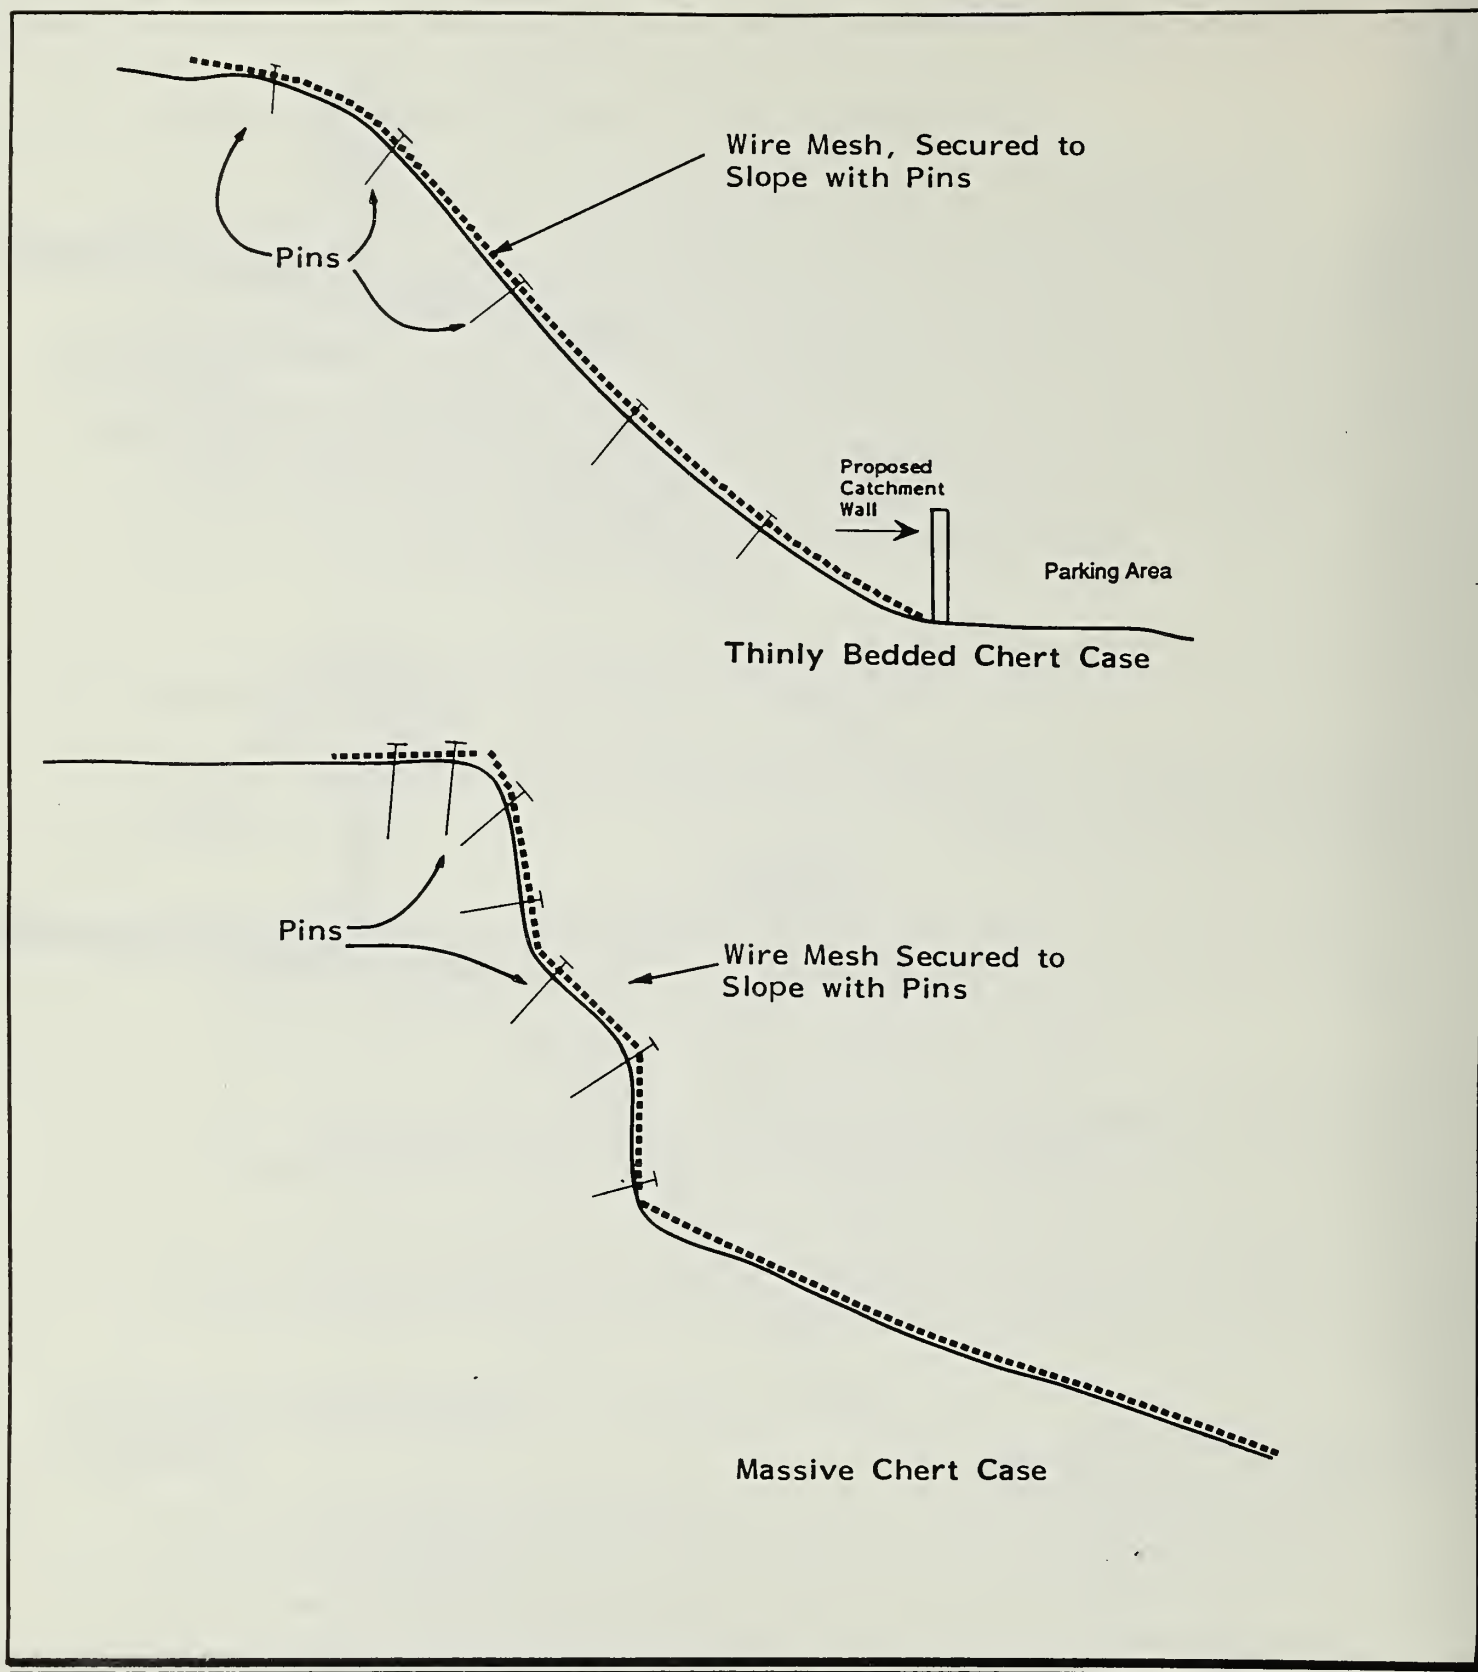 Wire Mesh, Secured to
Slope with Pins
Pins
Proposed
Catchment
Wall
Parking Area
Thinly Bedded Chert Case
Pins
Wire Mesh Secured to
Slope with Pins
Massive Chert Case